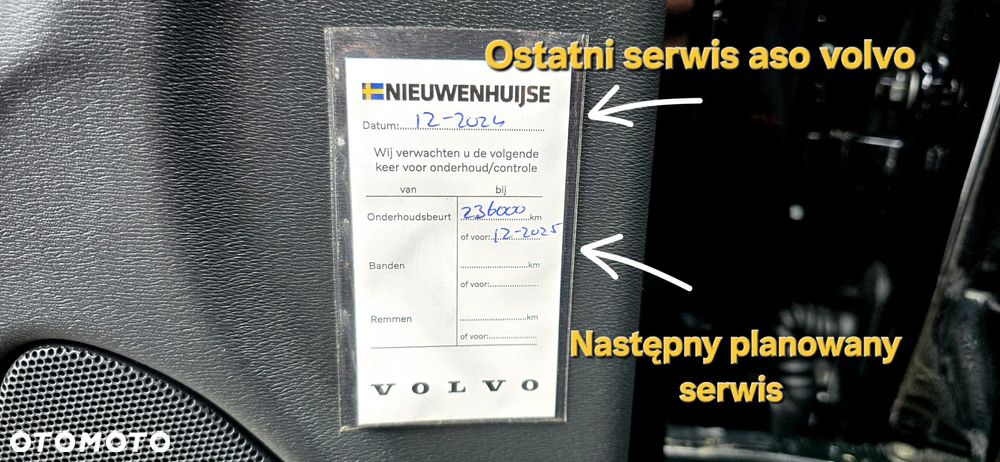 Ostatni serwis aso volvo
NIEUWENHUIJSE
Datum: 12-2024
Wij verwachten u de volgende
keer voor onderhoud/controle
van bij
Onderhoudsbeurt 236000 km
of voor: 12-2025
Banden km
of voor:
Remmen km
of voor:
VOLVO
Następny planowany
serwis
OTOMOTO